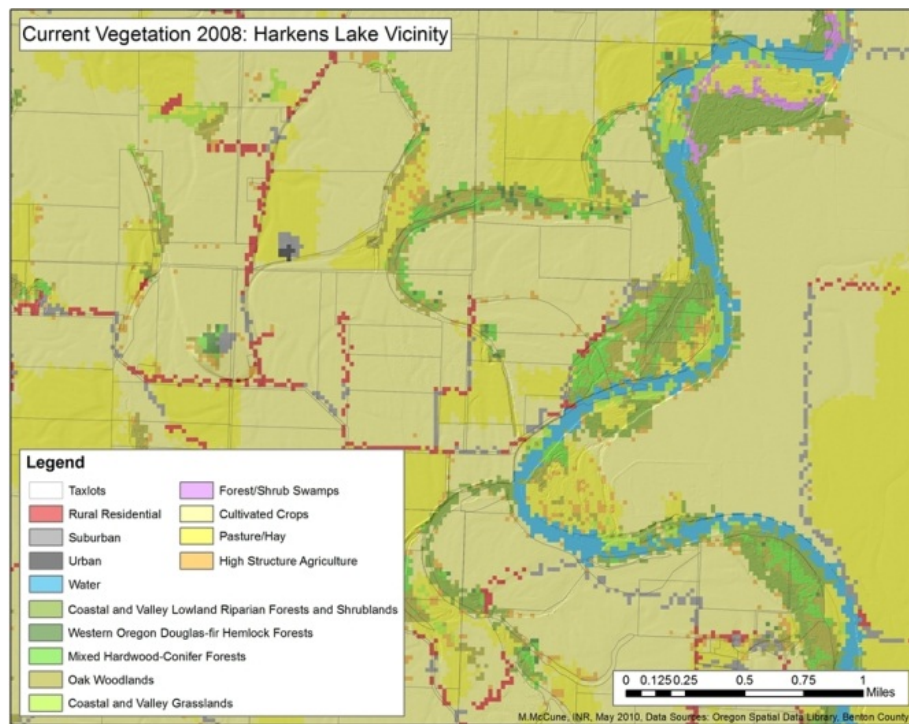 Current Vegetation 2008: Harkens Lake Vicinity
Legend
Taxlots
Rural Residential
Suburban
Urban
Water
Coastal and Valley Lowland Riparian Forests and Shrublands
Western Oregon Douglas-fir Hemlock Forests
Mixed Hardwood-Conifer Forests
Oak Woodlands
Coastal and Valley Grasslands
Forest/Shrub Swamps
Cultivated Crops
Pasture/Hay
High Structure Agriculture
0 0.125 0.25 0.5 0.75 1
Miles
M.McCune, INR, May 2010, Data Sources: Oregon Spatial Data Library, Benton County